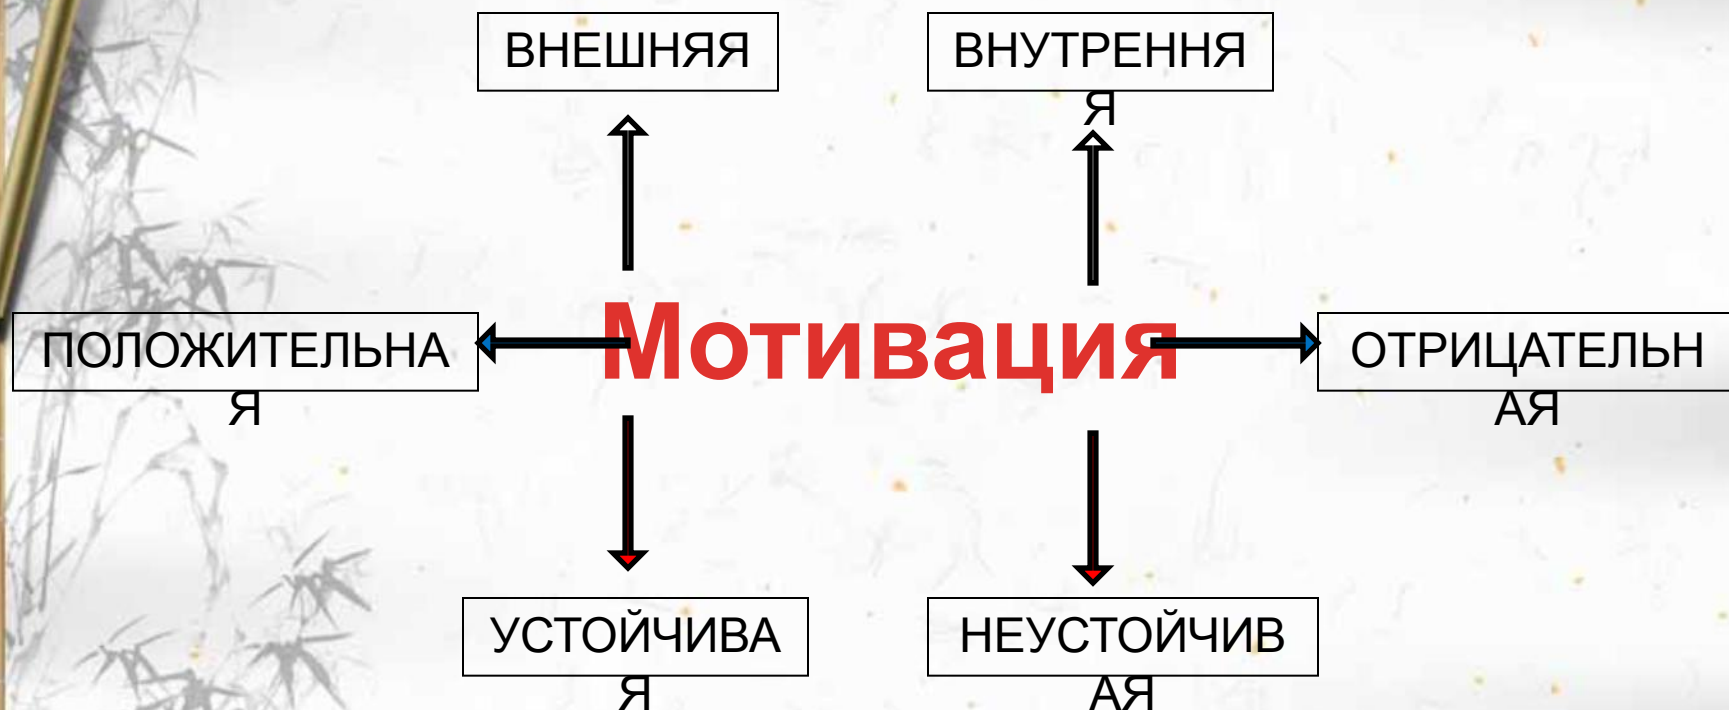 ВНЕШНЯЯ
ВНУТРЕННЯ
Я
Мотивация
ПОЛОЖИТЕЛЬНА
Я
ОТРИЦАТЕЛЬН
АЯ
УСТОЙЧИВА
Я
НЕУСТОЙЧИВ
АЯ